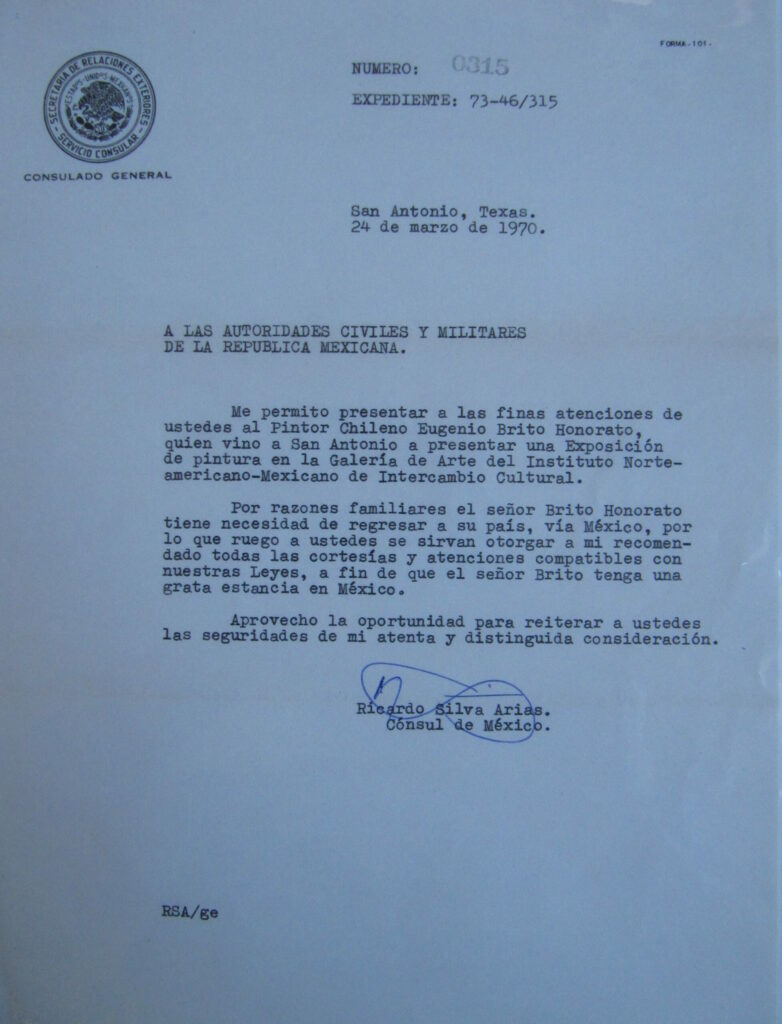 FORMA-101-
NUMERO: 0315
EXPEDIENTE: 73-46/315
SECRETARIA DE RELACIONES EXTERIORES
ESTADOS UNIDOS MEXICANOS
- SERVICIO CONSULAR -
CONSULADO GENERAL
San Antonio, Texas.
24 de marzo de 1970.
A LAS AUTORIDADES CIVILES Y MILITARES
DE LA REPUBLICA MEXICANA.
Me permito presentar a las finas atenciones de
ustedes al Pintor Chileno Eugenio Brito Honorato,
quien vino a San Antonio a presentar una Exposición
de pintura en la Galería de Arte del Instituto Norte-
americano-Mexicano de Intercambio Cultural.
Por razones familiares el señor Brito Honorato
tiene necesidad de regresar a su país, vía México, por
lo que ruego a ustedes se sirvan otorgar a mi recomen-
dado todas las cortesías y atenciones compatibles con
nuestras Leyes, a fin de que el señor Brito tenga una
grata estancia en México.
Aprovecho la oportunidad para reiterar a ustedes
las seguridades de mi atenta y distinguida consideración.
Ricardo Silva Arias.
Cónsul de México.
RSA/ge